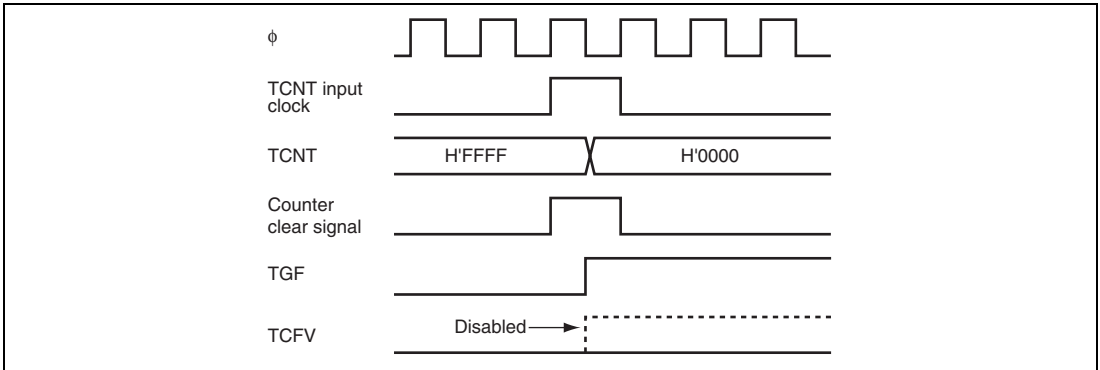 ϕ
TCNT input
clock
TCNT
H'FFFF
H'0000
Counter
clear signal
TGF
Disabled
TCFV